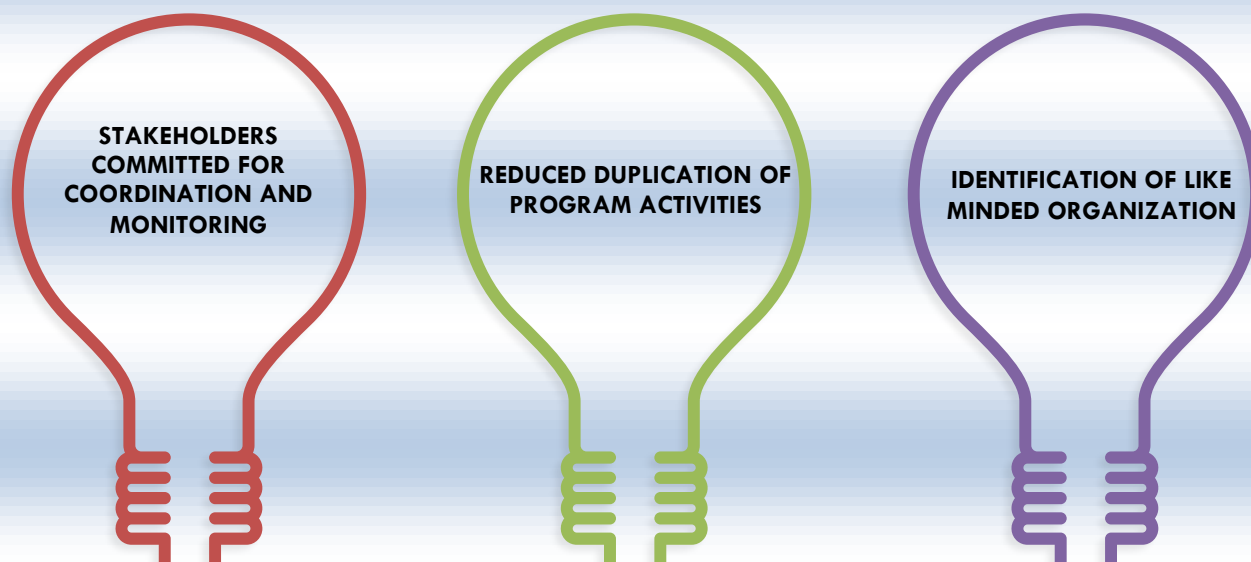 STAKEHOLDERS
COMMITTED FOR
COORDINATION AND
MONITORING
REDUCED DUPLICATION OF
PROGRAM ACTIVITIES
IDENTIFICATION OF LIKE
MINDED ORGANIZATION